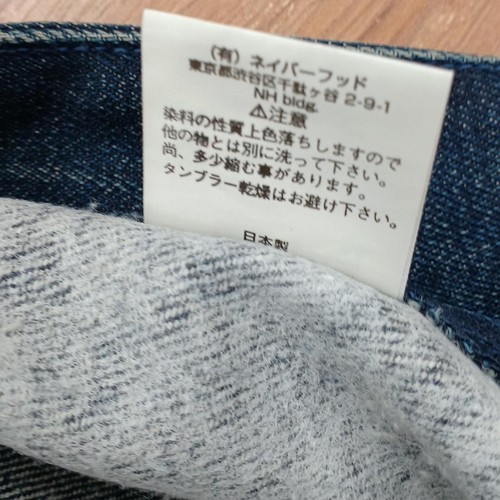 （有）ネイバーフッド
東京都渋谷区千駄ヶ谷 2-9-1
NH bldg.
⚠注意
染料の性質上色落ちしますので
他の物とは別に洗って下さい。
尚、多少縮む事があります。
タンブラー乾燥はお避け下さい。
日本製